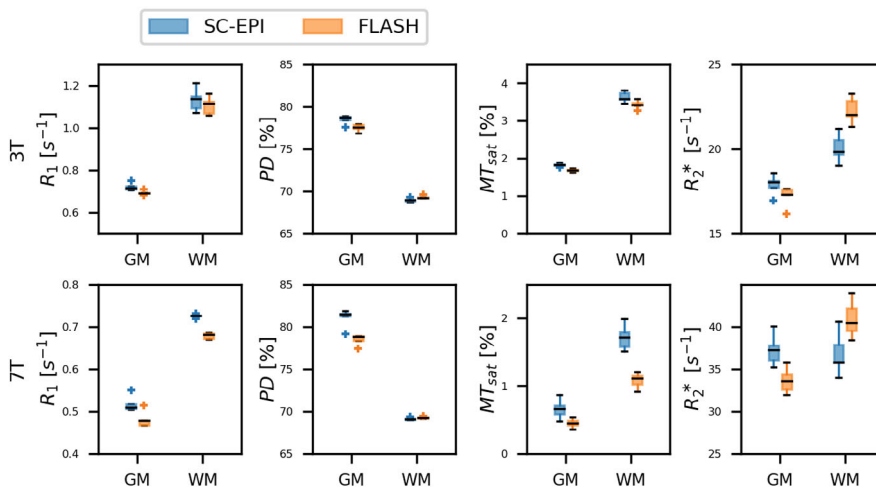 SC-EPI FLASH
3T
R₁ [s⁻¹]
1.2
1.0
0.8
0.6
GM WM
PD [%]
85
80
75
70
65
GM WM
MTsat [%]
4
2
0
GM WM
R₂* [s⁻¹]
25
20
15
GM WM
7T
R₁ [s⁻¹]
0.8
0.7
0.6
0.5
0.4
GM WM
PD [%]
85
80
75
70
65
GM WM
MTsat [%]
2
1
0
GM WM
R₂* [s⁻¹]
40
35
30
25
GM WM